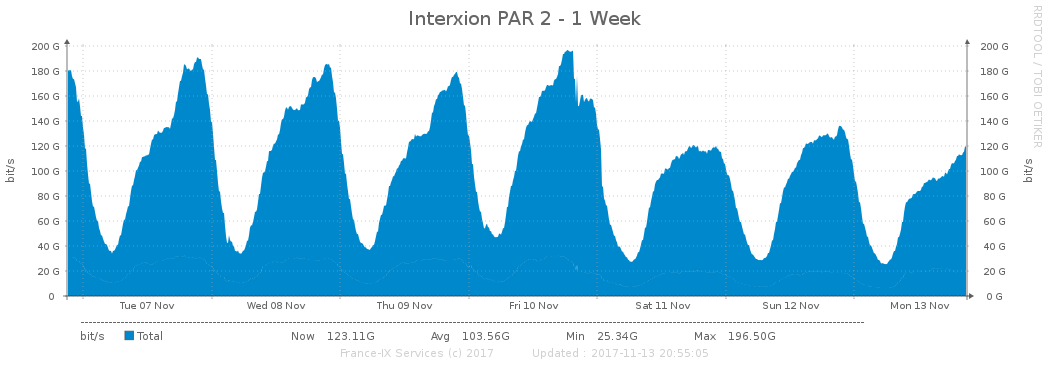 Interxion PAR 2 - 1 Week
RRDTOOL / TOBI OETIKER
bit/s
200 G 200 G
180 G 180 G
160 G 160 G
140 G 140 G
120 G 120 G
100 G 100 G
80 G 80 G
60 G 60 G
40 G 40 G
20 G 20 G
0 0 G
bit/s
Tue 07 Nov Wed 08 Nov Thu 09 Nov Fri 10 Nov Sat 11 Nov Sun 12 Nov Mon 13 Nov
bit/s Total Now 123.11G Avg 103.56G Min 25.34G Max 196.50G
France-IX Services (c) 2017 Updated : 2017-11-13 20:55:05